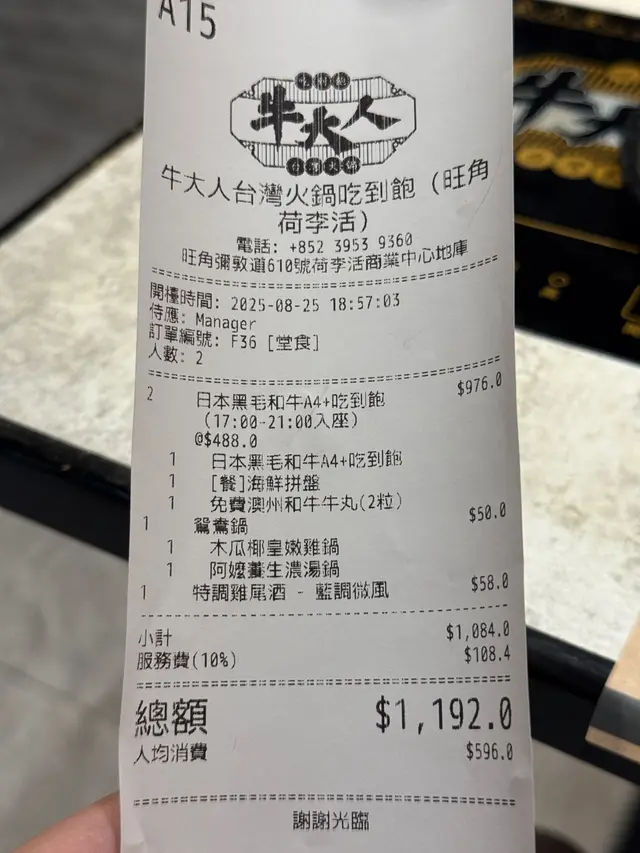 A15
吃到飽
牛大人
台灣火鍋
牛大人台灣火鍋吃到飽 (旺角
荷李活)
電話: +852 3953 9360
旺角彌敦道610號荷李活商業中心地庫
開檯時間: 2025-08-25 18:57:03
侍應: Manager
訂單編號: F36 [堂食]
人數: 2
2 日本黑毛和牛A4+吃到飽 $976.0
(17:00-21:00入座)
@$488.0
1 日本黑毛和牛A4+吃到飽
1 [餐]海鮮拼盤
1 免費澳州和牛牛丸(2粒)
1 鴛鴦鍋 $50.0
1 木瓜椰皇嫩雞鍋
1 阿嬤養生濃湯鍋
1 特調雞尾酒 - 藍調微風 $58.0
小計 $1,084.0
服務費(10%) $108.4
總額 $1,192.0
人均消費 $596.0
謝謝光臨